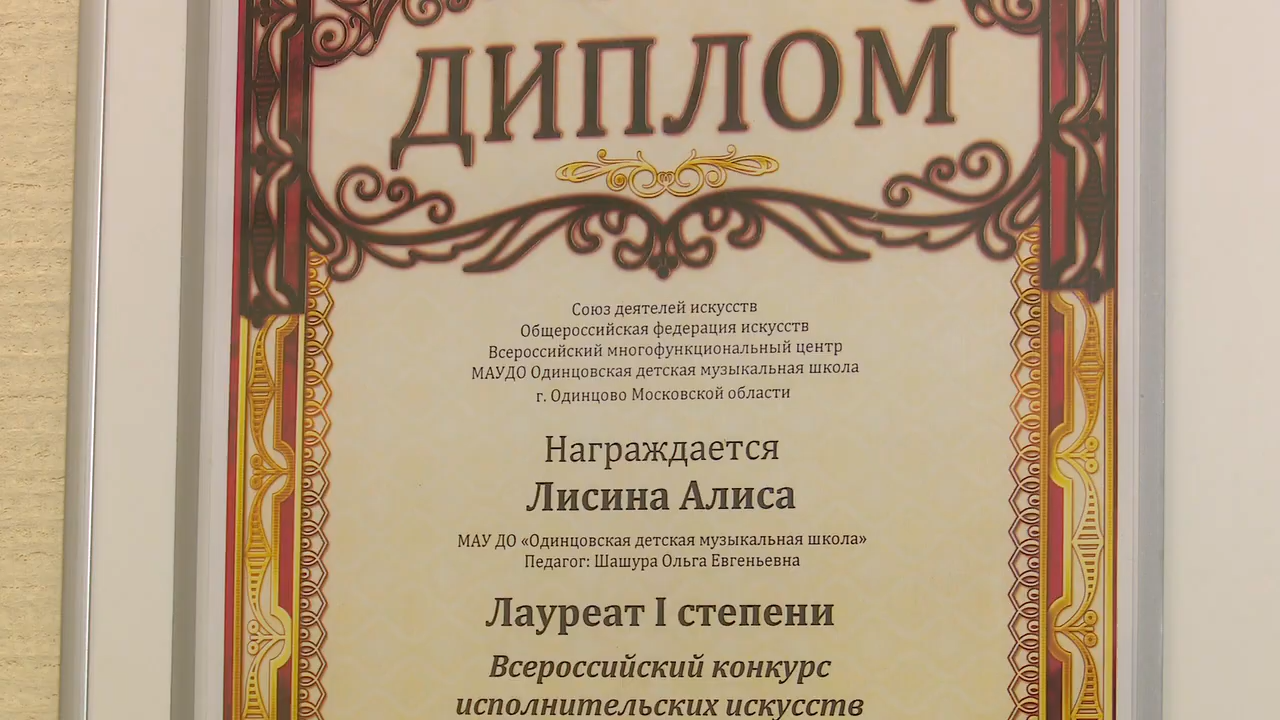 ДИПЛОМ
Союз деятелей искусств
Общероссийская федерация искусств
Всероссийский многофункциональный центр
МАУДО Одинцовская детская музыкальная школа
г. Одинцово Московской области
Награждается
Лисина Алиса
МАУ ДО «Одинцовская детская музыкальная школа»
Педагог: Шашура Ольга Евгеньевна
Лауреат I степени
Всероссийский конкурс
исполнительских искусств